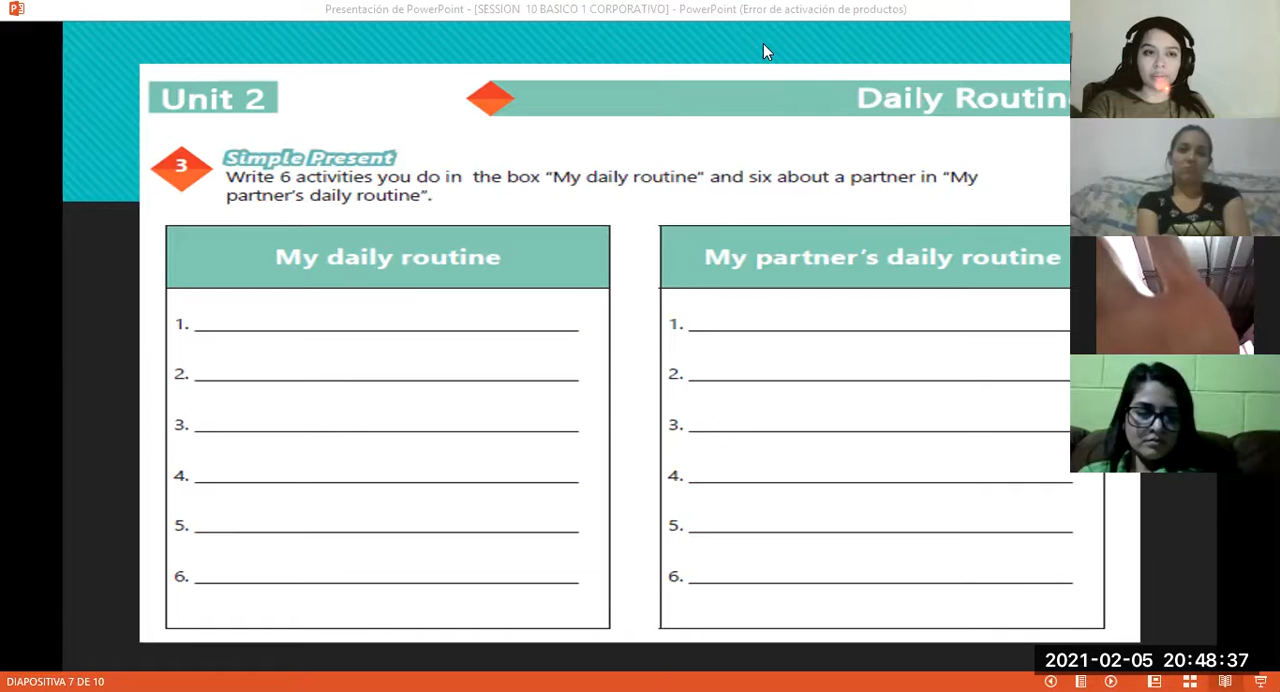 Presentación de PowerPoint - [SESSION 10 BASICO 1 CORPORATIVO] - PowerPoint (Error de activación de productos)
Unit 2
Daily Routin
3
Simple Present
Write 6 activities you do in the box “My daily routine” and six about a partner in “My
partner’s daily routine”.
My daily routine
1.
2.
3.
4.
5.
6.
My partner’s daily routine
1.
2.
3.
4.
5.
6.
2021-02-05 20:48:37
DIAPOSITIVA 7 DE 10